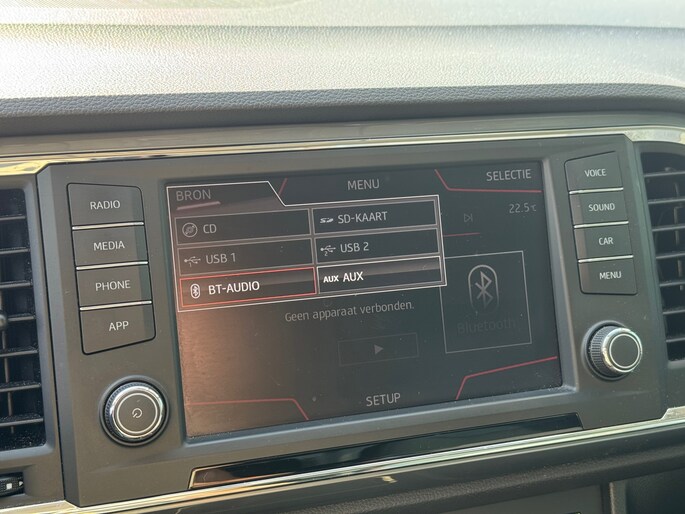 BRON
MENU
SELECTIE
CD
SD-KAART
22.5°C
USB 1
USB 2
BT-AUDIO
AUX AUX
Geen apparaat verbonden.
Bluetooth
SETUP
RADIO
MEDIA
PHONE
APP
VOICE
SOUND
CAR
MENU